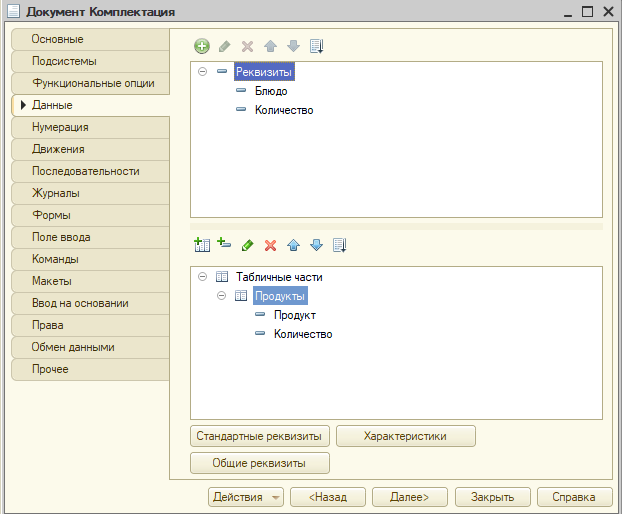 Документ Комплектация
Основные
Подсистемы
Функциональные опции
Данные
Нумерация
Движения
Последовательности
Журналы
Формы
Поле ввода
Команды
Макеты
Ввод на основании
Права
Обмен данными
Прочее
Реквизиты
Блюдо
Количество
Табличные части
Продукты
Продукт
Количество
Стандартные реквизиты
Характеристики
Общие реквизиты
Действия
<Назад
Далее>
Закрыть
Справка